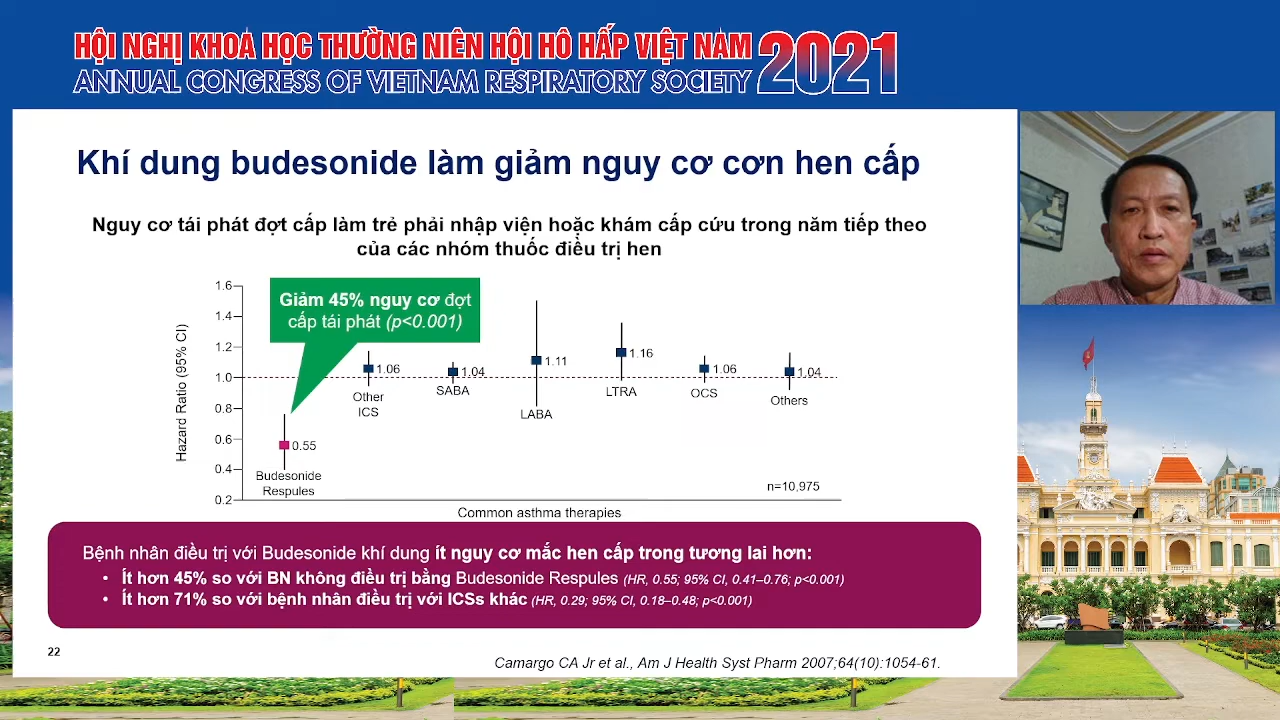 HỘI NGHỊ KHOA HỌC THƯỜNG NIÊN HỘI HÔ HẤP VIỆT NAM 2021
ANNUAL CONGRESS OF VIETNAM RESPIRATORY SOCIETY
Khí dung budesonide làm giảm nguy cơ cơn hen cấp
Nguy cơ tái phát đợt cấp làm trẻ phải nhập viện hoặc khám cấp cứu trong năm tiếp theo
của các nhóm thuốc điều trị hen
Hazard Ratio (95% CI)
1.6
1.4
1.2
1.0
0.8
0.6
0.4
0.2
Giảm 45% nguy cơ đợt
cấp tái phát (p<0.001)
0.55
Budesonide
Respules
1.06
Other
ICS
1.04
SABA
1.11
LABA
1.16
LTRA
1.06
OCS
1.04
Others
n=10,975
Common asthma therapies
Bệnh nhân điều trị với Budesonide khí dung ít nguy cơ mắc hen cấp trong tương lai hơn:
• Ít hơn 45% so với BN không điều trị bằng Budesonide Respules (HR, 0.55; 95% CI, 0.41–0.76; p<0.001)
• Ít hơn 71% so với bệnh nhân điều trị với ICSs khác (HR, 0.29; 95% CI, 0.18–0.48; p<0.001)
22
Camargo CA Jr et al., Am J Health Syst Pharm 2007;64(10):1054-61.